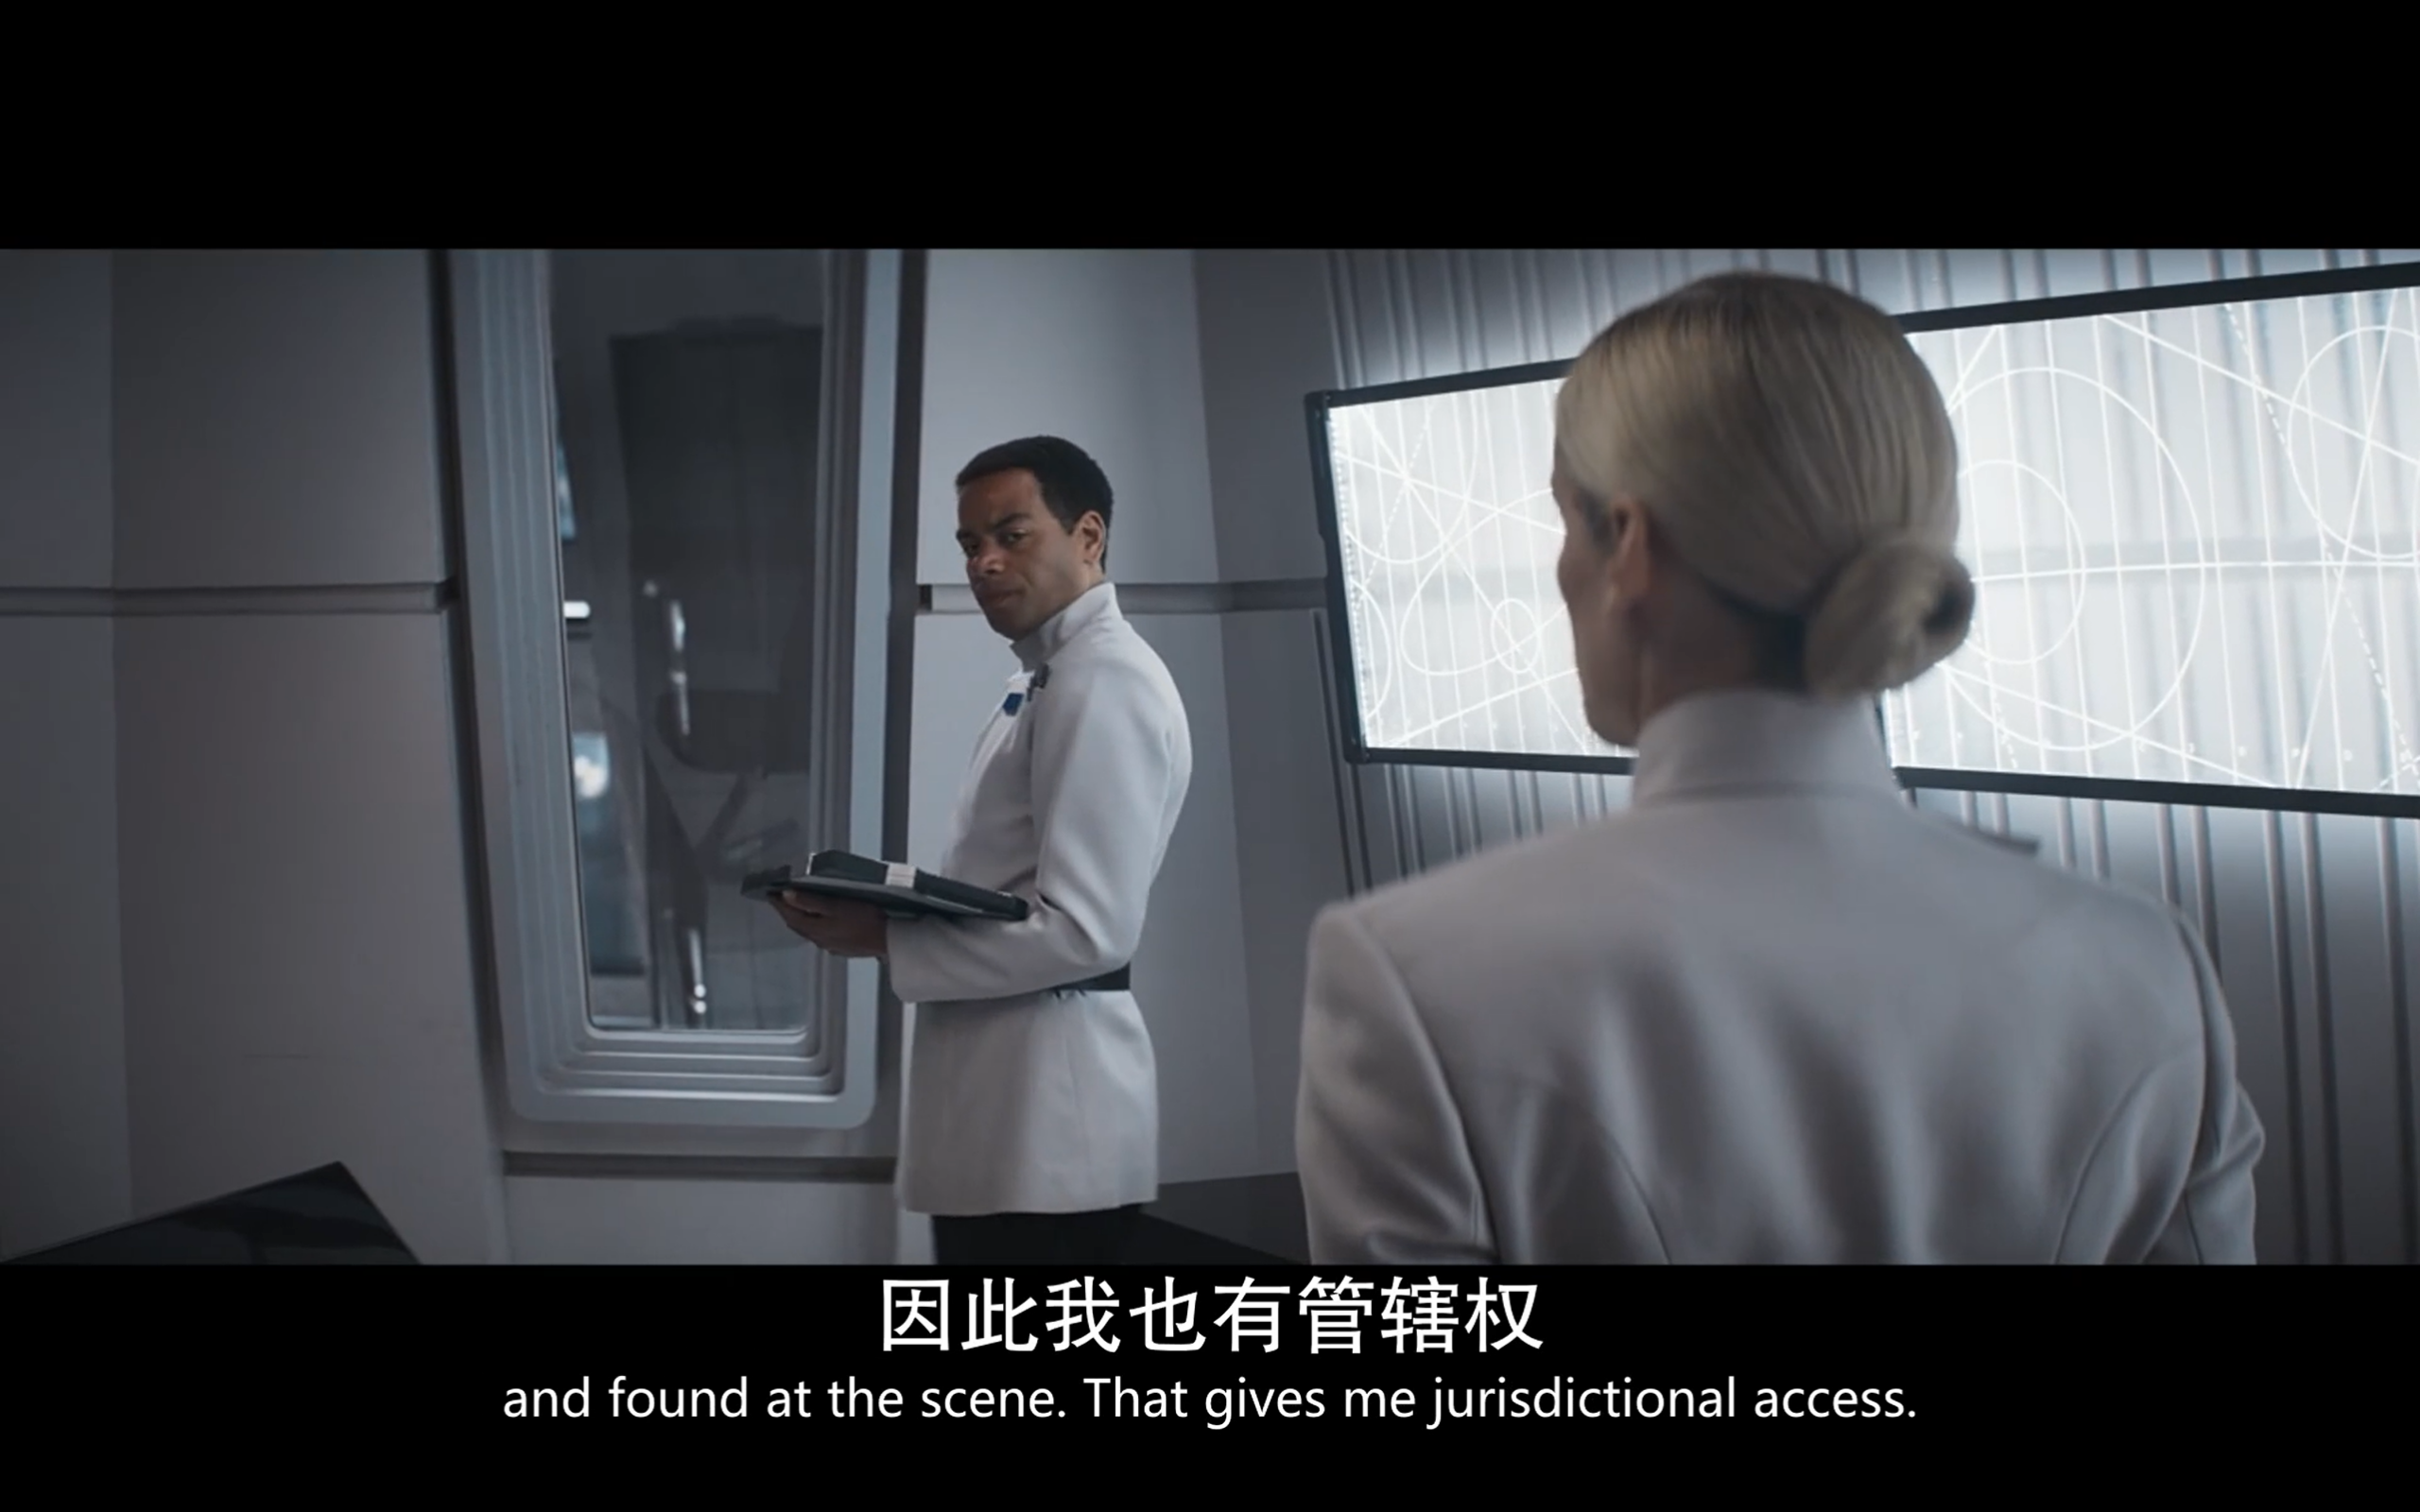 因此我也有管辖权
and found at the scene. That gives me jurisdictional access.